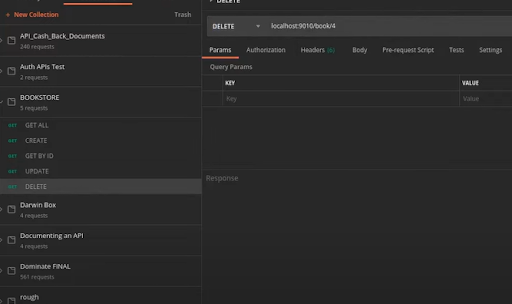 + New Collection
Trash
API_Cash_Back_Documents
240 requests
Auth APIs Test
2 requests
BOOKSTORE
5 requests
GET GET ALL
GET CREATE
GET GET BY ID
GET UPDATE
GET DELETE
Darwin Box
4 requests
Documenting an API
4 requests
Dominate FINAL
561 requests
rough
DELETE
DELETE localhost:9010/book/4
Params Authorization Headers (6) Body Pre-request Script Tests Settings
Query Params
KEY VALUE
Key Value
Response